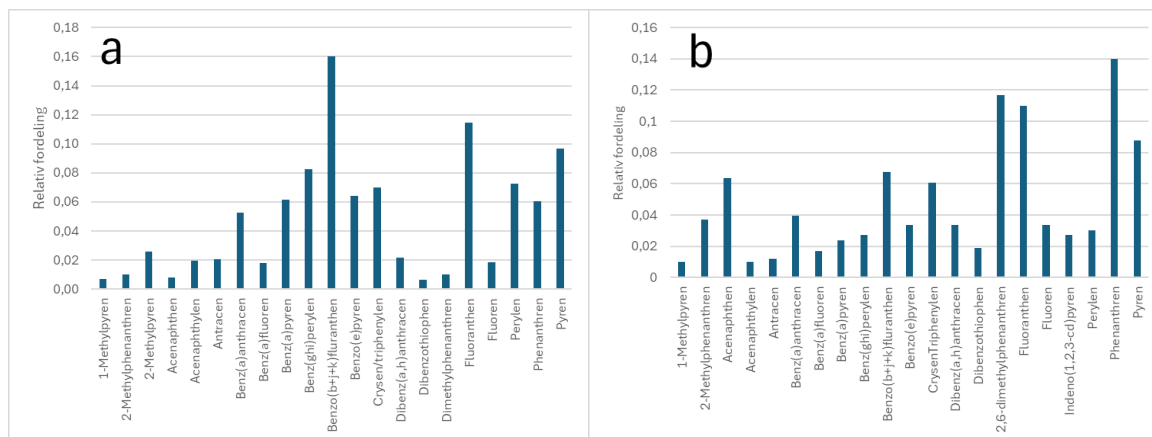 a
Relativ fordeling
0,18
0,16
0,14
0,12
0,10
0,08
0,06
0,04
0,02
0,00
1-Methylpyren
2-Methylphenanthren
2-Methylpyren
Acenaphthen
Acenaphthylen
Antracen
Benz(a)anthracen
Benz(a)fluoren
Benz(a)pyren
Benz(ghi)perylen
Benzo(b+j+k)fluranthen
Benzo(e)pyren
Crysen/triphenylen
Dibenz(a,h)anthracen
Dibenzothiophen
Dimethylphenanthren
Fluoranthen
Fluoren
Perylen
Phenanthren
Pyren
b
Relativ fordeling
0,16
0,14
0,12
0,1
0,08
0,06
0,04
0,02
0
1-Methylpyren
2-Methylphenanthren
Acenaphthen
Acenaphthylen
Antracen
Benz(a)anthracen
Benz(a)fluoren
Benz(a)pyren
Benz(ghi)perylen
Benzo(b+j+k)fluranthen
Benzo(e)pyren
CrysenTriphenylen
Dibenz(a,h)anthracen
Dibenzothiophen
2,6-dimethylphenanthren
Fluoranthen
Fluoren
Indeno(1,2,3-cd)pyren
Perylen
Phenanthren
Pyren